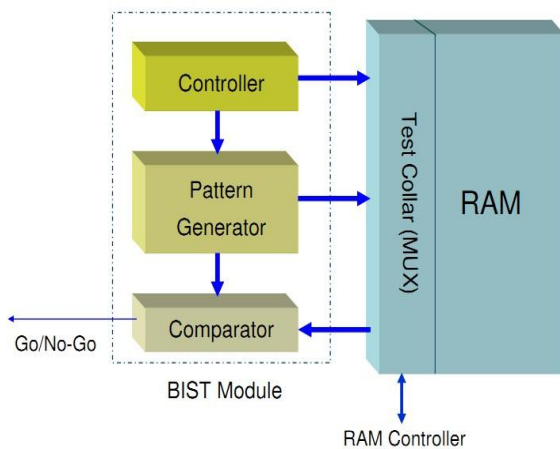 Controller
Pattern
Generator
Comparator
Go/No-Go
BIST Module
Test Collar (MUX)
RAM
RAM Controller